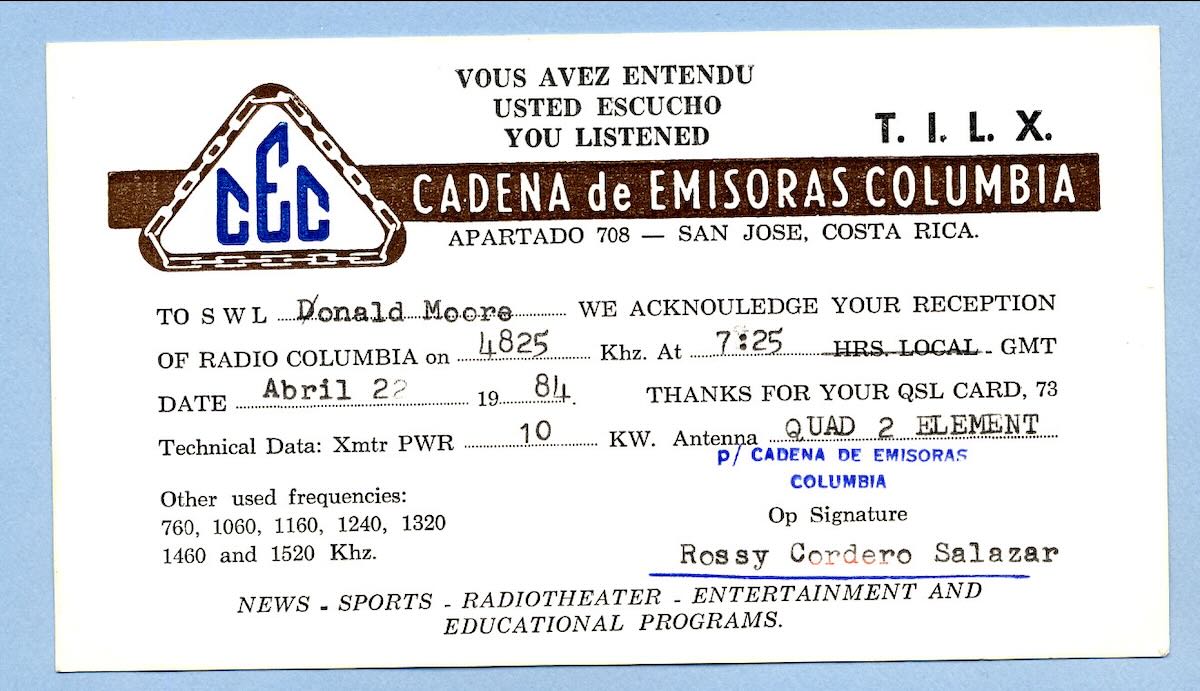 VOUS AVEZ ENTENDU
USTED ESCUCHO
YOU LISTENED
T. I. L. X.
CEC
CADENA de EMISORAS COLUMBIA
APARTADO 708 — SAN JOSE, COSTA RICA.
TO S W L Donald Moore WE ACKNOULEDGE YOUR RECEPTION
OF RADIO COLUMBIA on 4825 Khz. At 7:25 HRS. LOCAL - GMT
DATE Abril 22 1984. THANKS FOR YOUR QSL CARD, 73
Technical Data: Xmtr PWR 10 KW. Antenna QUAD 2 ELEMENT
p/ CADENA DE EMISORAS
COLUMBIA
Other used frequencies:
760, 1060, 1160, 1240, 1320
1460 and 1520 Khz.
Op Signature
Rossy Cordero Salazar
NEWS - SPORTS - RADIOTHEATER - ENTERTAINMENT AND
EDUCATIONAL PROGRAMS.